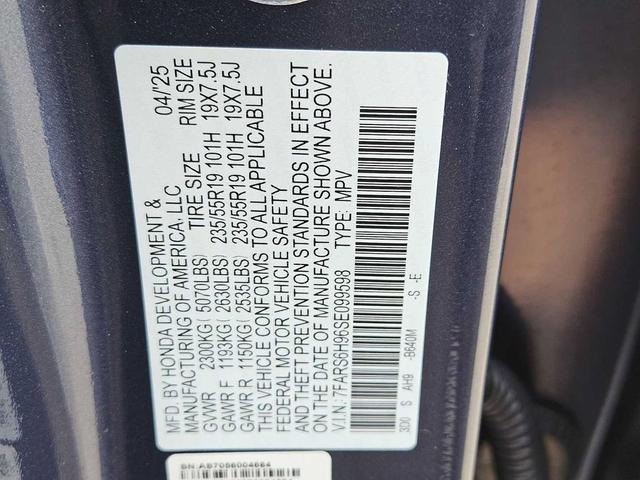 MFD. BY HONDA DEVELOPMENT & 04/'25
MANUFACTURING OF AMERICA, LLC
TIRE SIZE RIM SIZE
GVWR 2300KG ( 5070LBS)
GAWR F 1193KG ( 2630LBS) 235/55R19 101H 19X7.5J
GAWR R 1150KG ( 2535LBS) 235/55R19 101H 19X7.5J
THIS VEHICLE CONFORMS TO ALL APPLICABLE
FEDERAL MOTOR VEHICLE SAFETY
AND THEFT PREVENTION STANDARDS IN EFFECT
ON THE DATE OF MANUFACTURE SHOWN ABOVE.
V.I.N.: 7FARS6H96SE099598 TYPE: MPV
3D0 S AH9 -B640M -S -E
SN: AB7056004664